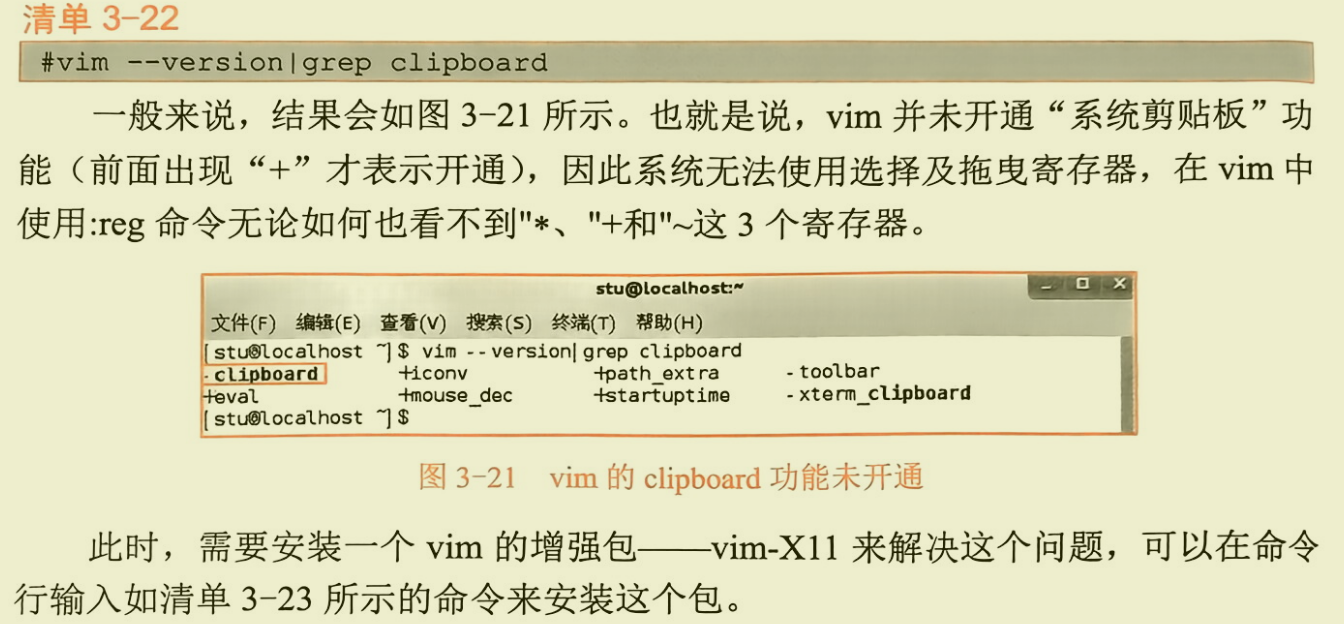 清单 3-22
#vim --version|grep clipboard
一般来说，结果会如图 3-21 所示。也就是说，vim 并未开通“系统剪贴板”功
能（前面出现“+”才表示开通），因此系统无法使用选择及拖曳寄存器，在 vim 中
使用:reg 命令无论如何也看不到"*、"+和"~这 3 个寄存器。
stu@localhost:~
文件(F) 编辑(E) 查看(V) 搜索(S) 终端(T) 帮助(H)
[stu@localhost ~]$ vim --version|grep clipboard
-clipboard +iconv +path_extra -toolbar
+eval +mouse_dec +startuptime -xterm_clipboard
[stu@localhost ~]$
图 3-21 vim 的 clipboard 功能未开通
此时，需要安装一个 vim 的增强包——vim-X11 来解决这个问题，可以在命令
行输入如清单 3-23 所示的命令来安装这个包。